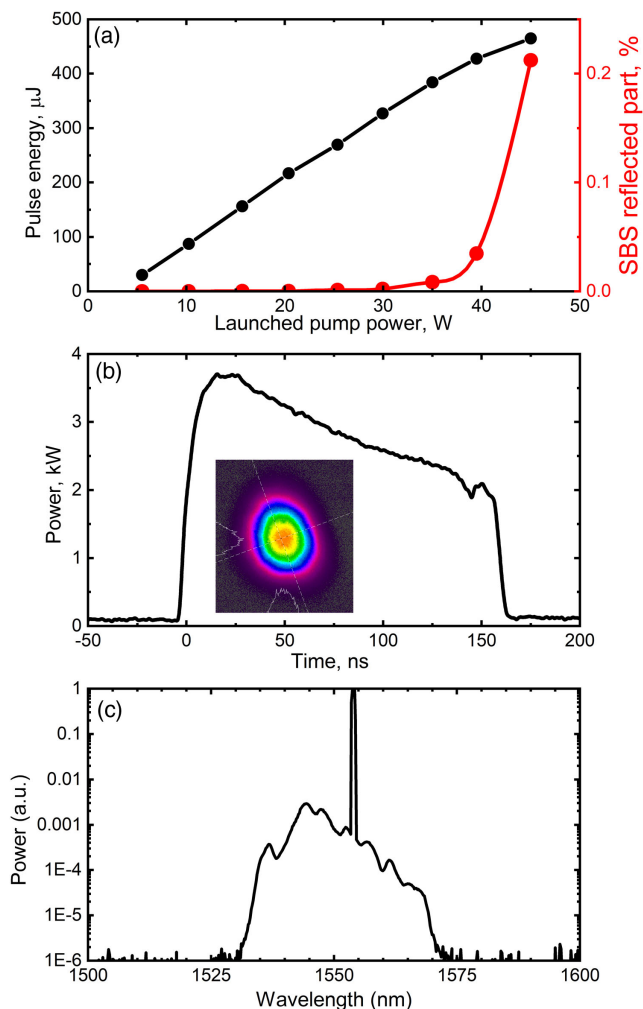 (a)
500
400
300
200
100
0
Pulse energy, μJ
0.2
0.1
0.0
SBS reflected part, %
0 10 20 30 40 50
Launched pump power, W
(b)
4
3
2
1
0
Power, kW
-50 0 50 100 150 200
Time, ns
(c)
1
0.1
0.01
0.001
1E-4
1E-5
1E-6
Power (a.u.)
1500 1525 1550 1575 1600
Wavelength (nm)